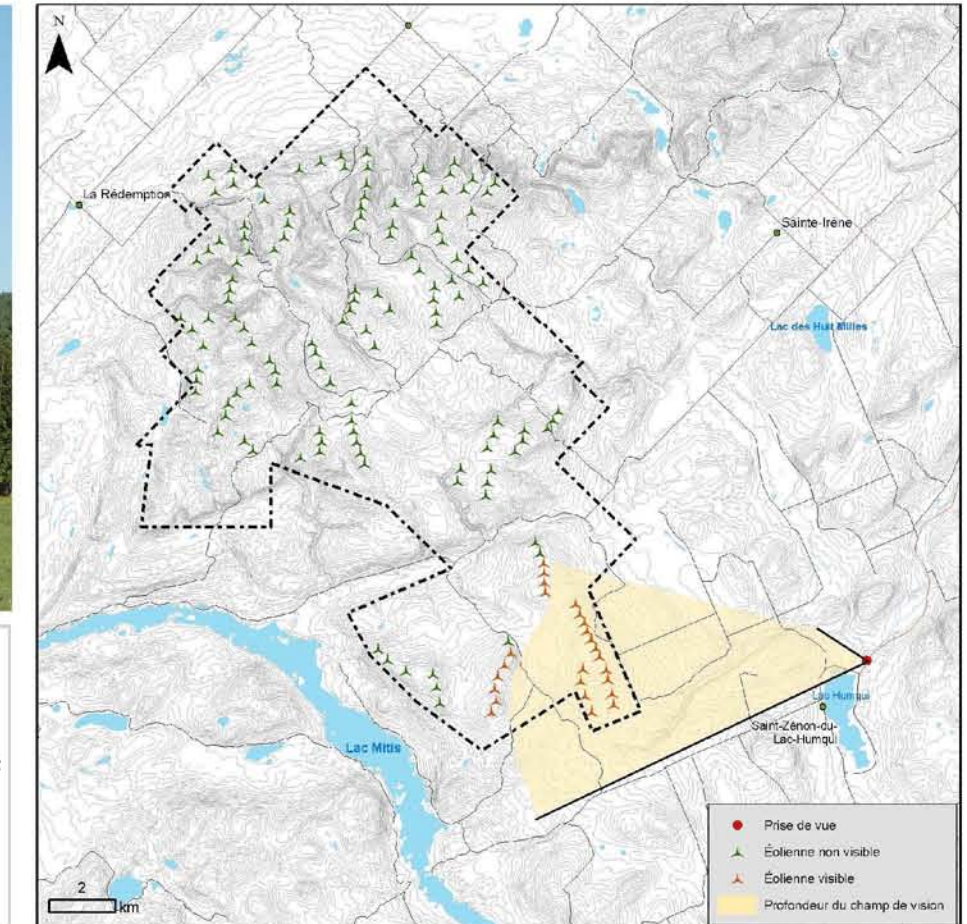 N
La Rédemption
Sainte-Irène
Lac des Huit Milles
Lac Humqui
Saint-Zénon-du-
Lac-Humqui
Lac Mitis
2
km
Prise de vue
Éolienne non visible
Éolienne visible
Profondeur du champ de vision